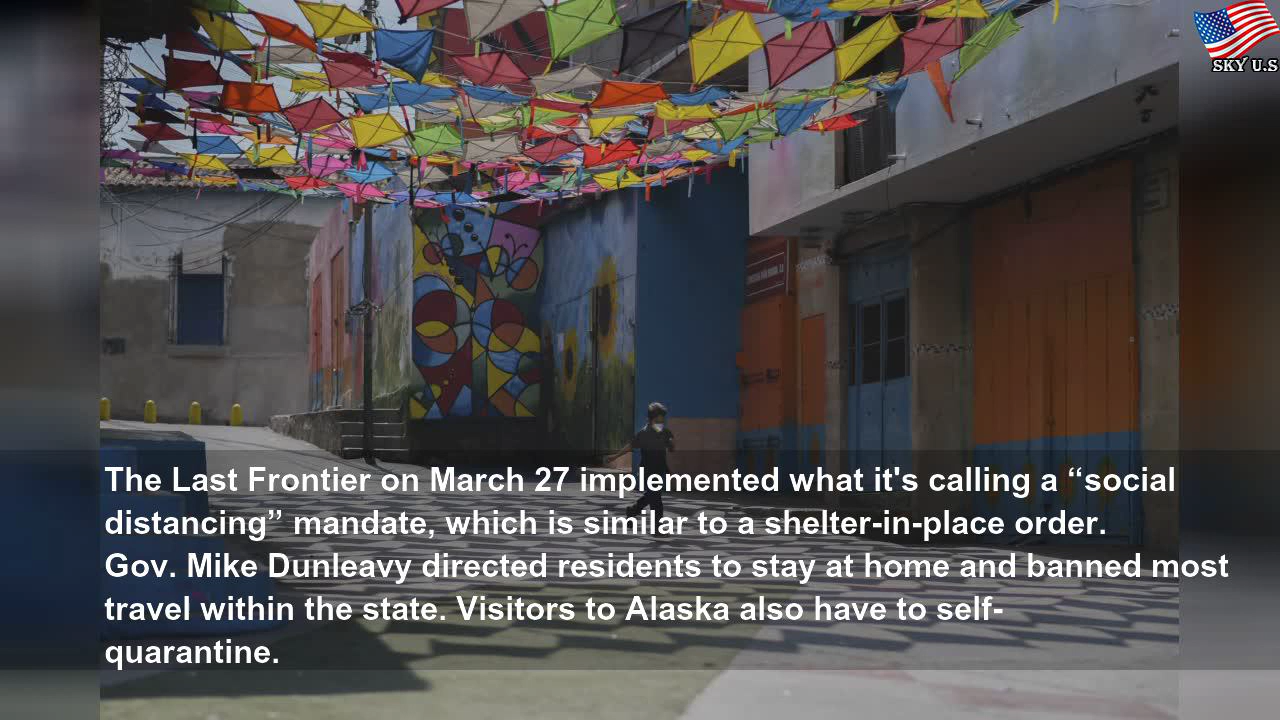 SKY U.S
The Last Frontier on March 27 implemented what it's calling a “social
distancing” mandate, which is similar to a shelter-in-place order.
Gov. Mike Dunleavy directed residents to stay at home and banned most
travel within the state. Visitors to Alaska also have to self-
quarantine.